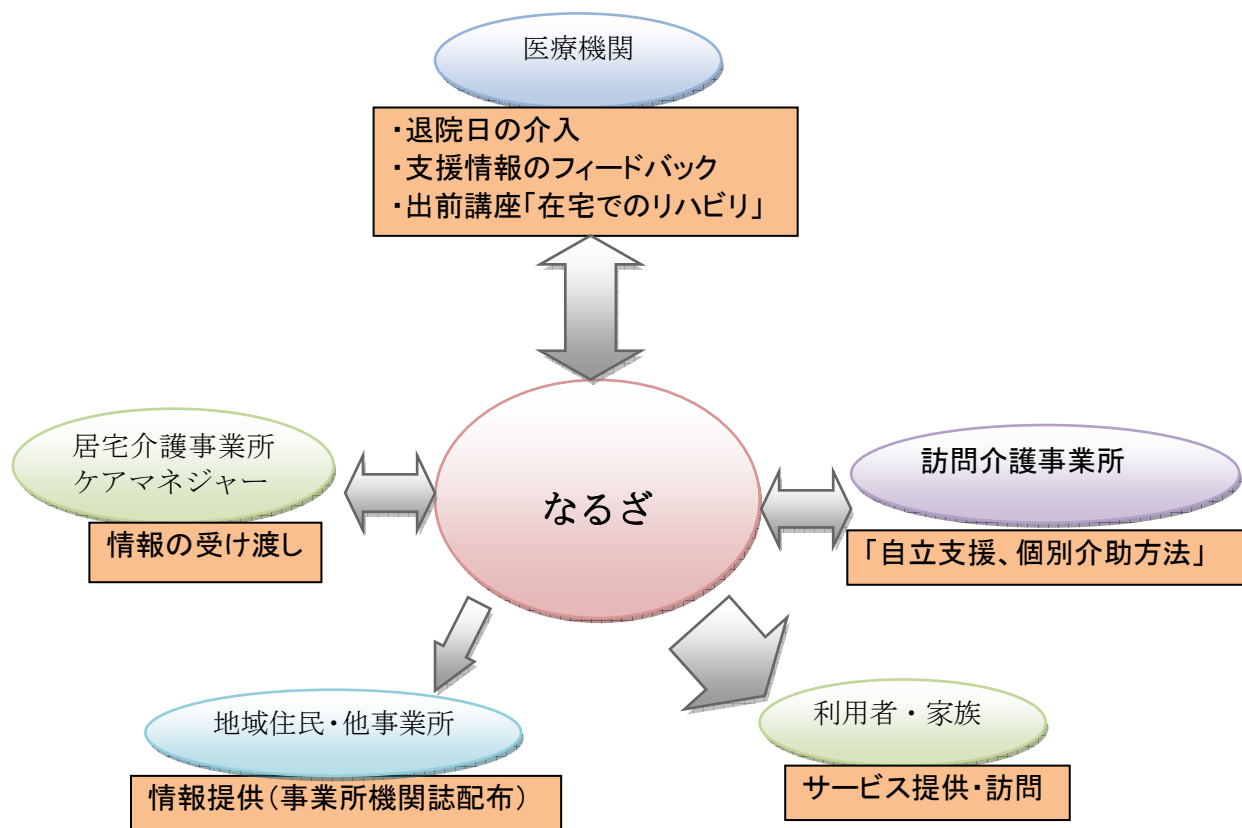 医療機関
・退院日の介入
・支援情報のフィードバック
・出前講座「在宅でのリハビリ」
居宅介護事業所
ケアマネジャー
情報の受け渡し
なるざ
訪問介護事業所
「自立支援、個別介助方法」
地域住民・他事業所
情報提供(事業所機関誌配布)
利用者・家族
サービス提供・訪問